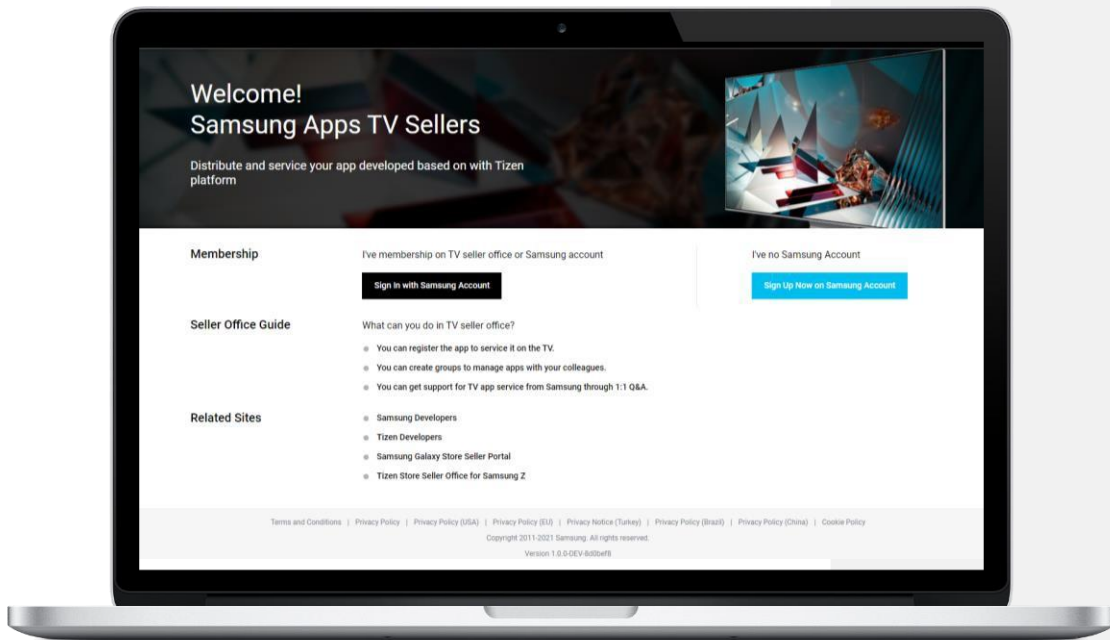 Welcome!
Samsung Apps TV Sellers
Distribute and service your app developed based on with Tizen
platform
Membership
I've membership on TV seller office or Samsung account
Sign In with Samsung Account
I've no Samsung Account
Sign Up Now on Samsung Account
Seller Office Guide
What can you do in TV seller office?
You can register the app to service it on the TV.
You can create groups to manage apps with your colleagues.
You can get support for TV app service from Samsung through 1:1 Q&A.
Related Sites
Samsung Developers
Tizen Developers
Samsung Galaxy Store Seller Portal
Tizen Store Seller Office for Samsung Z
Terms and Conditions | Privacy Policy | Privacy Policy (USA) | Privacy Policy (EU) | Privacy Notice (Turkey) | Privacy Policy (Brazil) | Privacy Policy (China) | Cookie Policy
Copyright 2011-2021 Samsung. All rights reserved.
Version 1.0.0-DEV-8d0bef8